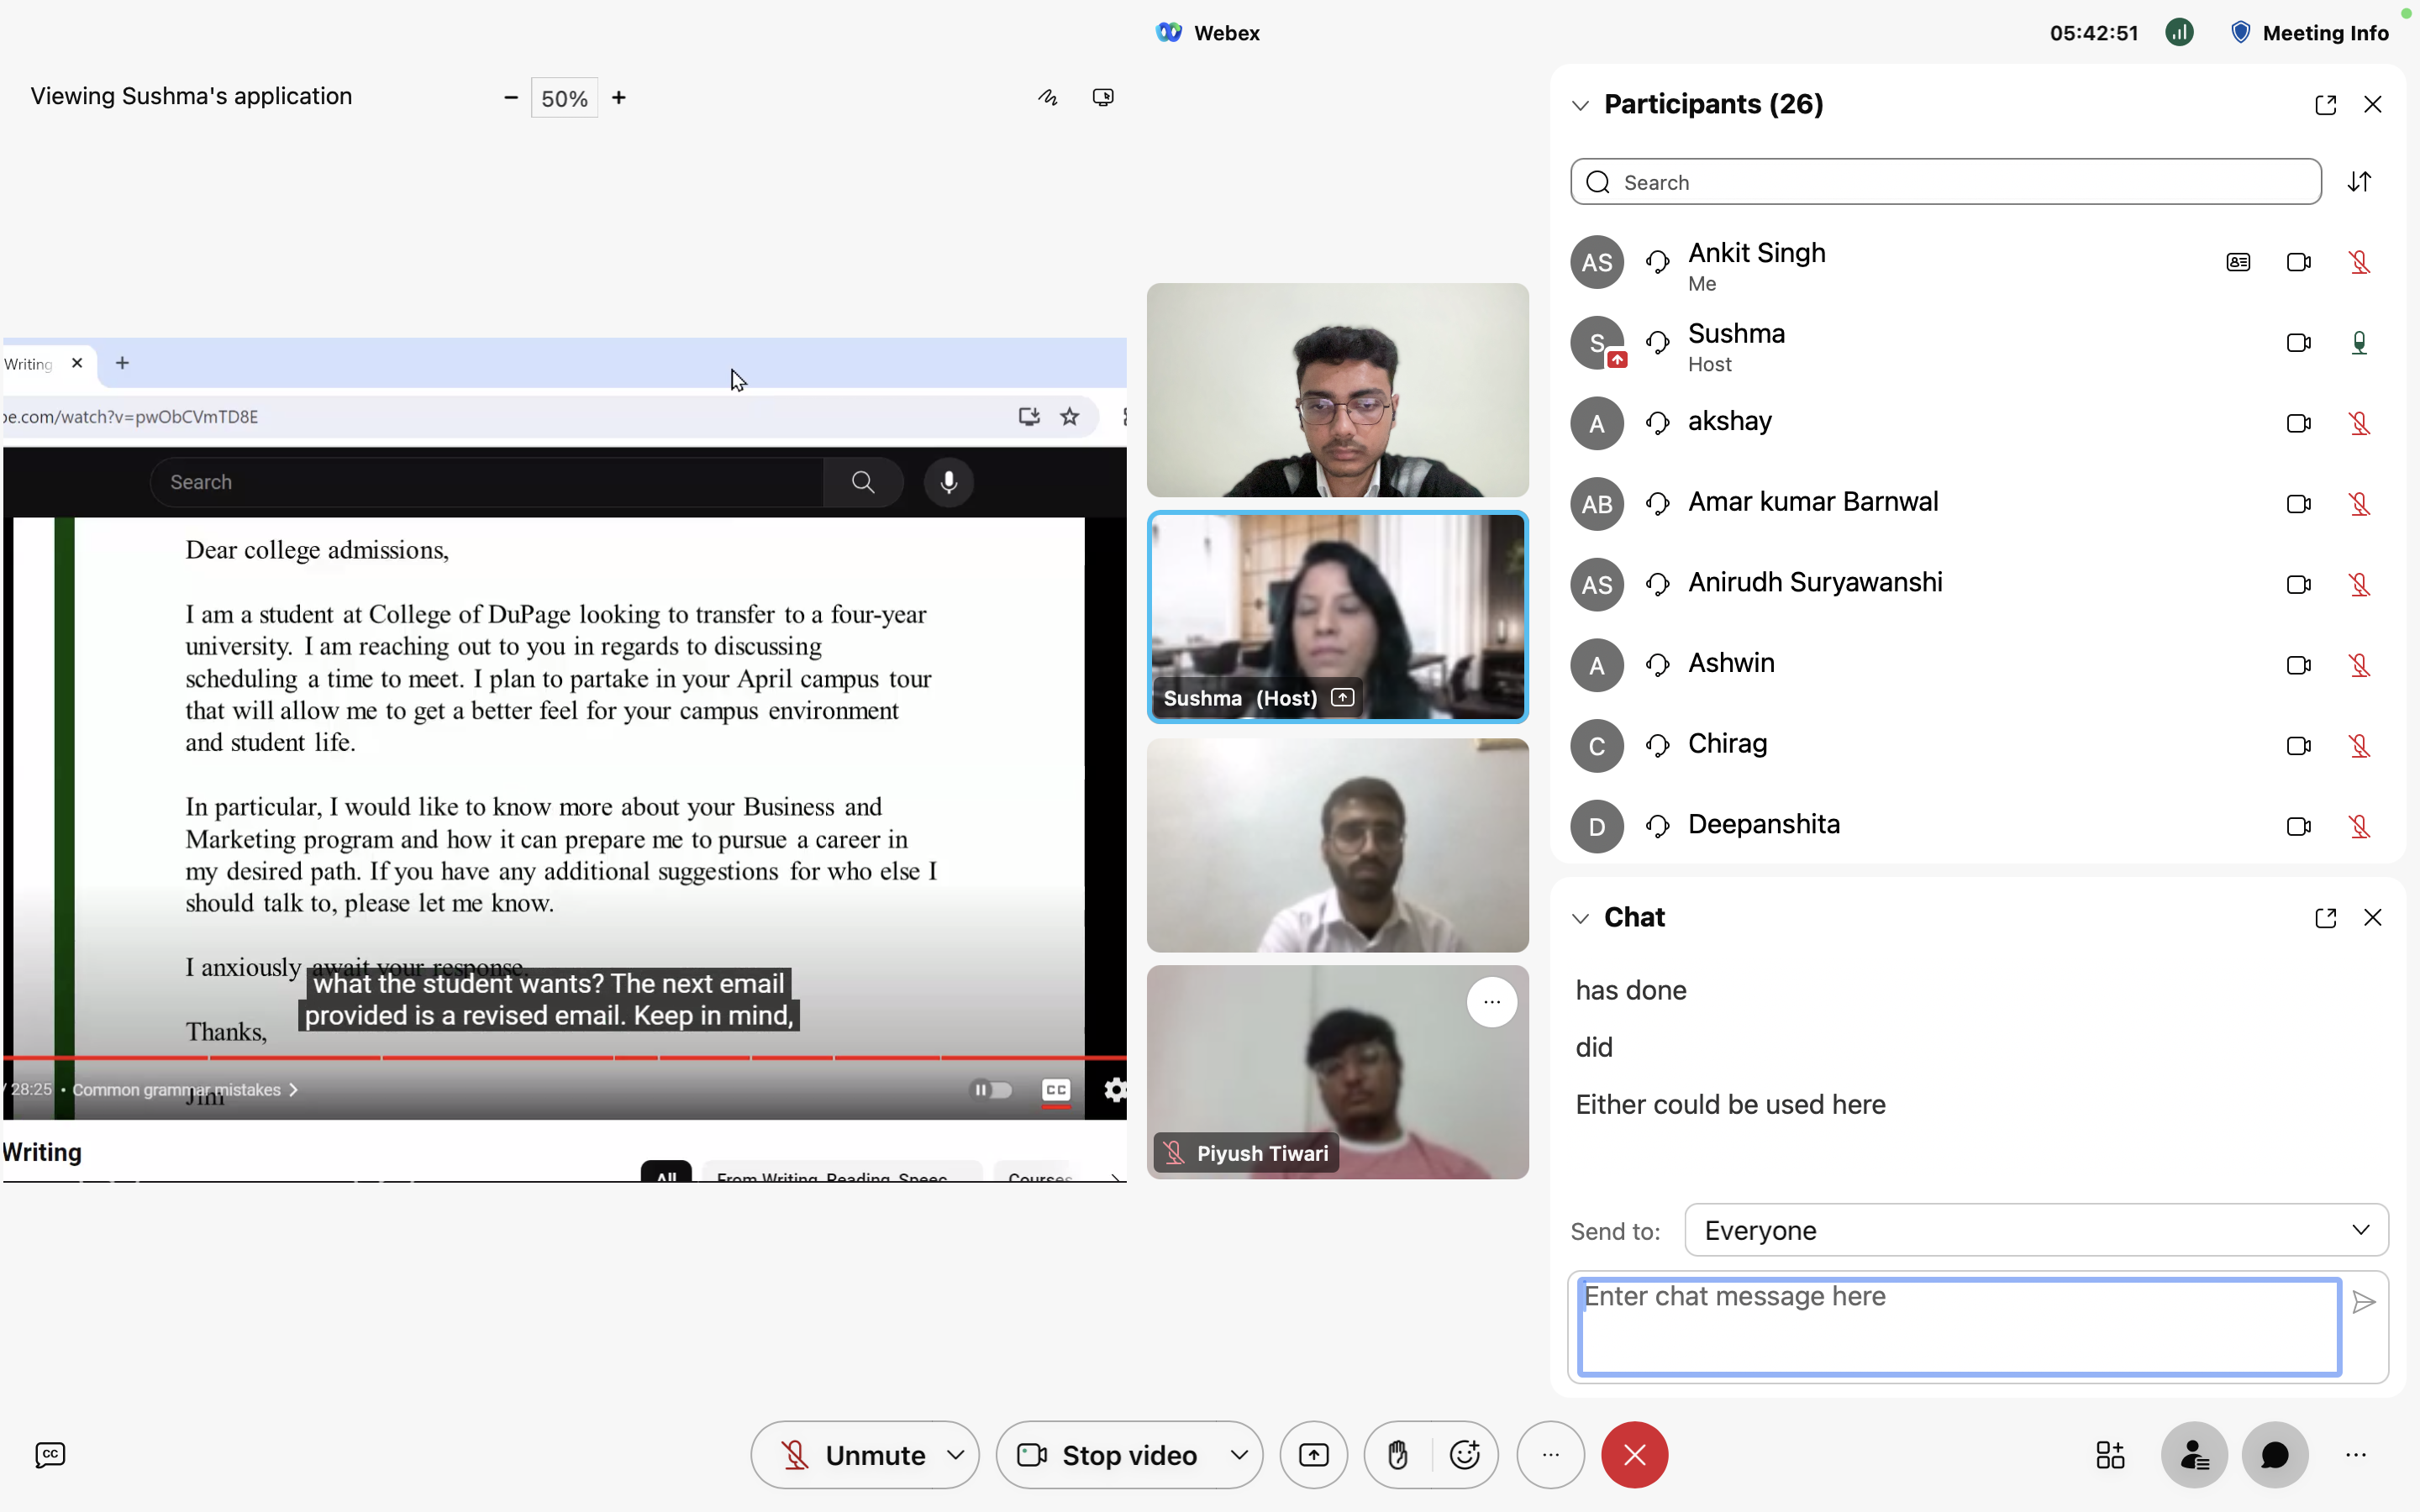 Webex
05:42:51
Meeting Info
Viewing Sushma's application
50%
Writing
be.com/watch?v=pwObCVmTD8E
Search
Dear college admissions,
I am a student at College of DuPage looking to transfer to a four-year
university. I am reaching out to you in regards to discussing
scheduling a time to meet. I plan to partake in your April campus tour
that will allow me to get a better feel for your campus environment
and student life.
In particular, I would like to know more about your Business and
Marketing program and how it can prepare me to pursue a career in
my desired path. If you have any additional suggestions for who else I
should talk to, please let me know.
I anxiously await your response.
what the student wants? The next email
provided is a revised email. Keep in mind,
Thanks,
/ 28:25 • Common grammar mistakes
Jim
CC
Writing
All
From Writing, Reading, Speec
Courses
Sushma (Host)
Piyush Tiwari
Participants (26)
Search
AS
Ankit Singh
Me
S
Sushma
Host
A
akshay
AB
Amar kumar Barnwal
AS
Anirudh Suryawanshi
A
Ashwin
C
Chirag
D
Deepanshita
Chat
has done
did
Either could be used here
Send to:
Everyone
Enter chat message here
CC
Unmute
Stop video